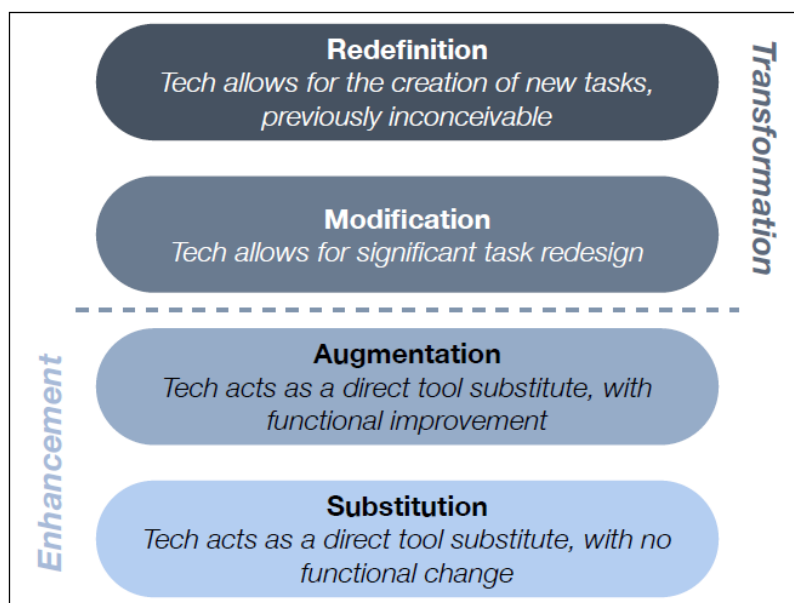 Redefinition
Tech allows for the creation of new tasks,
previously inconceivable
Transformation
Modification
Tech allows for significant task redesign
Augmentation
Tech acts as a direct tool substitute, with
functional improvement
Enhancement
Substitution
Tech acts as a direct tool substitute, with no
functional change